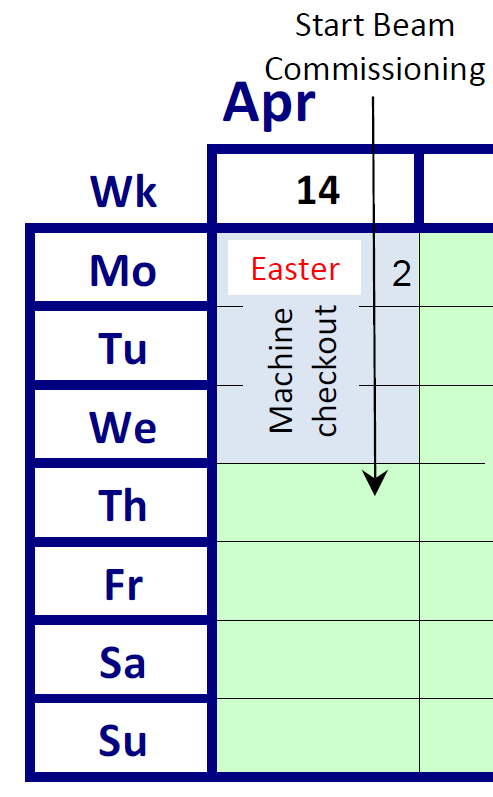 Start Beam
Commissioning
Apr
Wk 14
Mo Easter 2
Machine
checkout
Tu
We
Th
Fr
Sa
Su